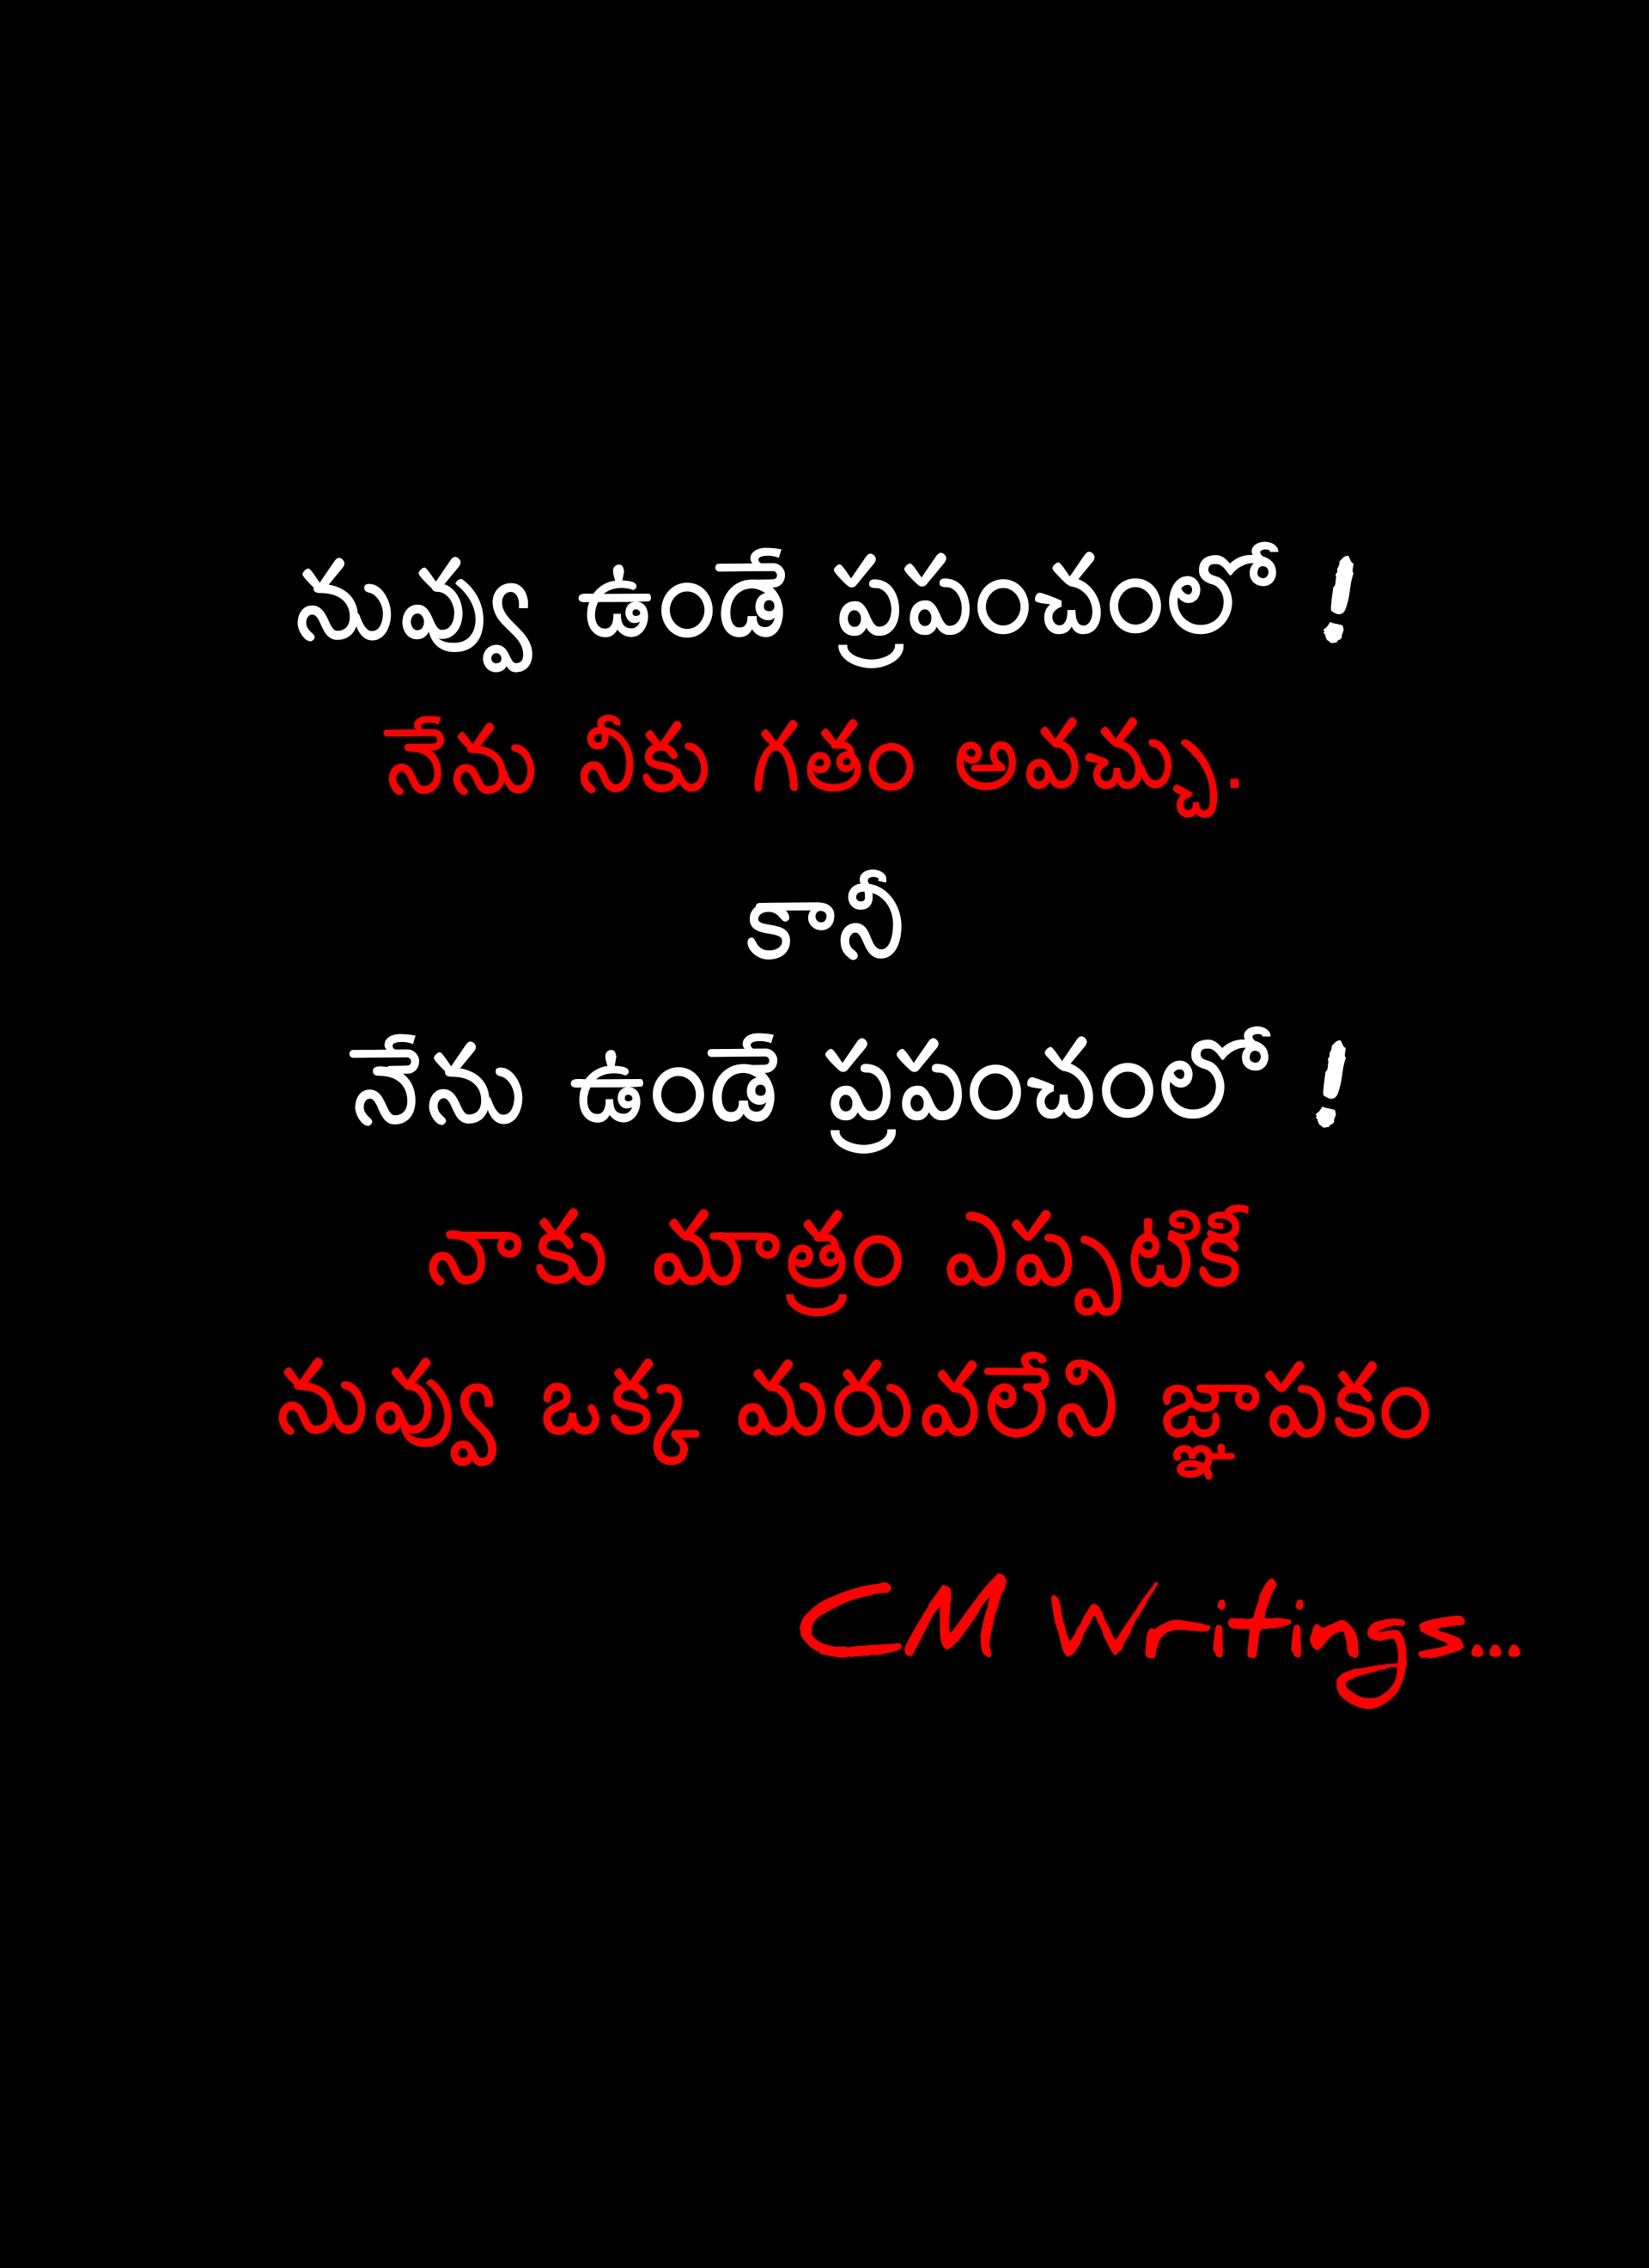 నువ్వు ఉండే ప్రపంచంలో !
నేను నీకు గతం అవచ్చు.
కానీ
నేను ఉండే ప్రపంచంలో !
నాకు మాత్రం ఎప్పటికీ
నువ్వు ఒక్క మరువలేని జ్ఞాపకం
CM Writings...